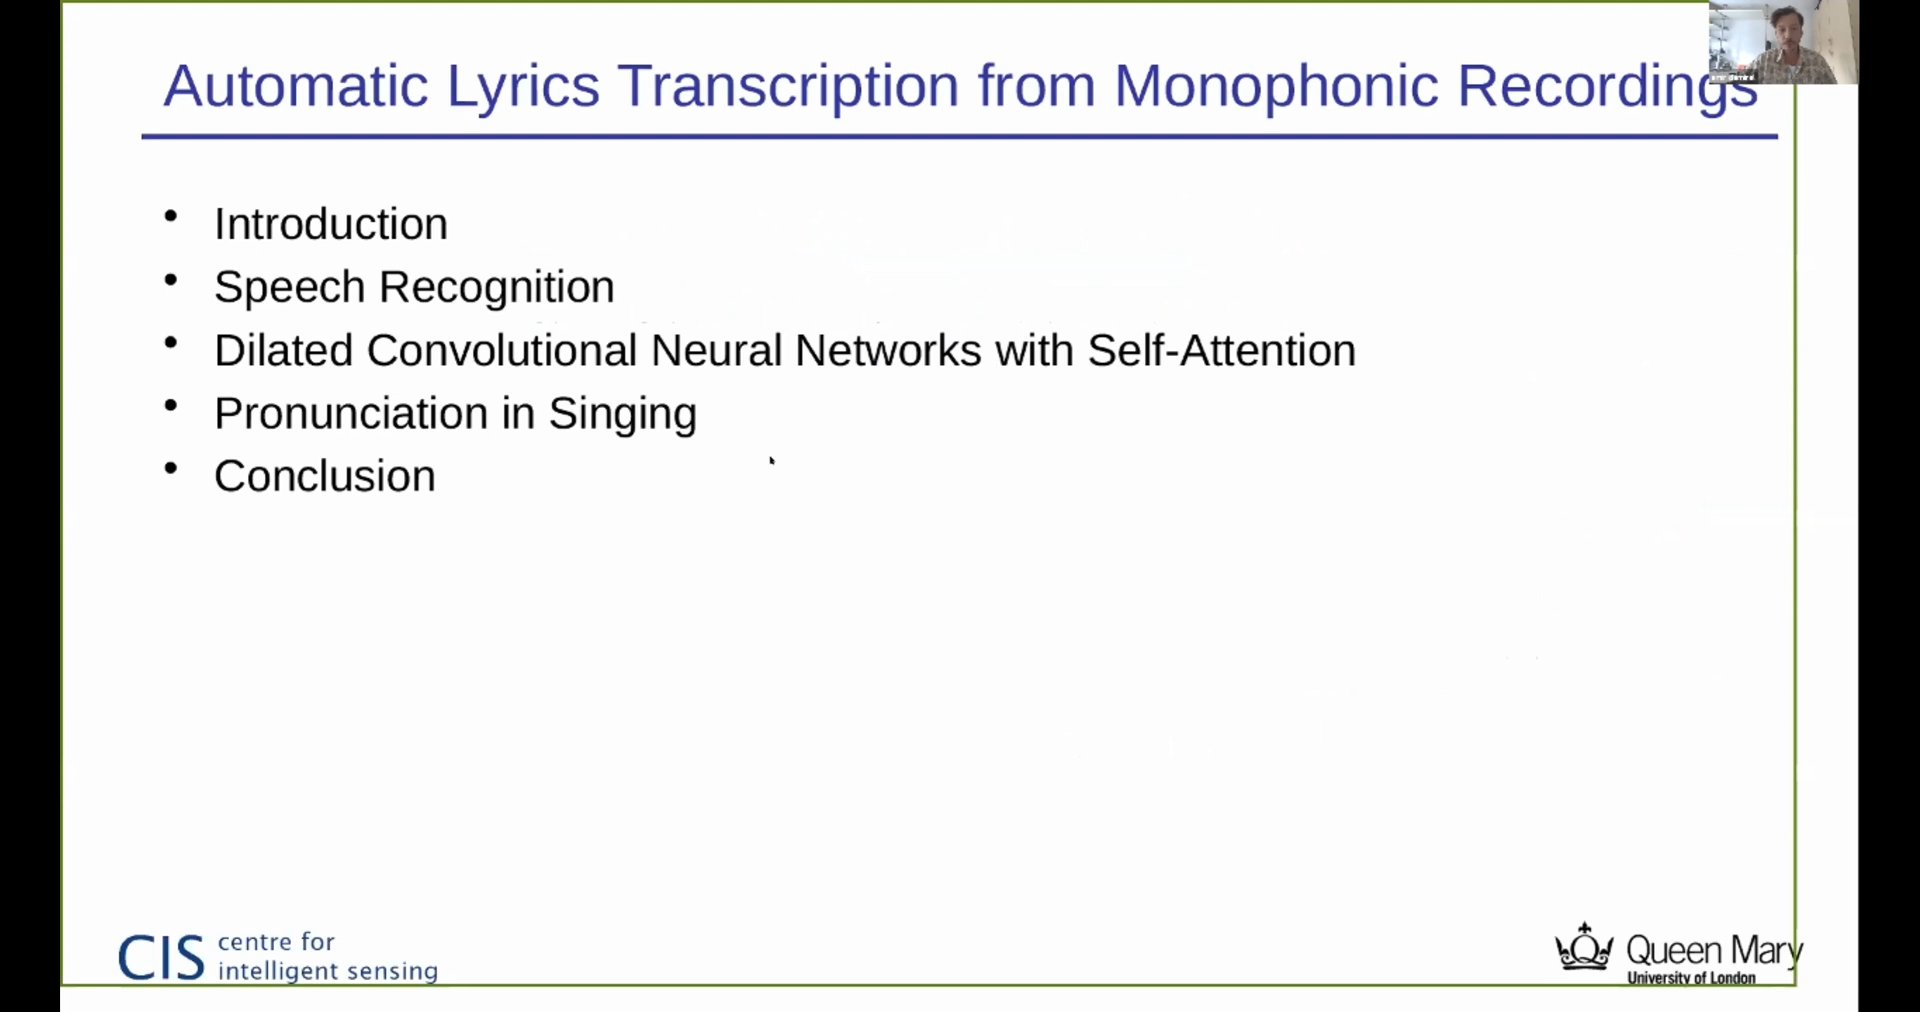 Automatic Lyrics Transcription from Monophonic Recordings
• Introduction
• Speech Recognition
• Dilated Convolutional Neural Networks with Self-Attention
• Pronunciation in Singing
• Conclusion
CIS centre for
intelligent sensing
Queen Mary
University of London